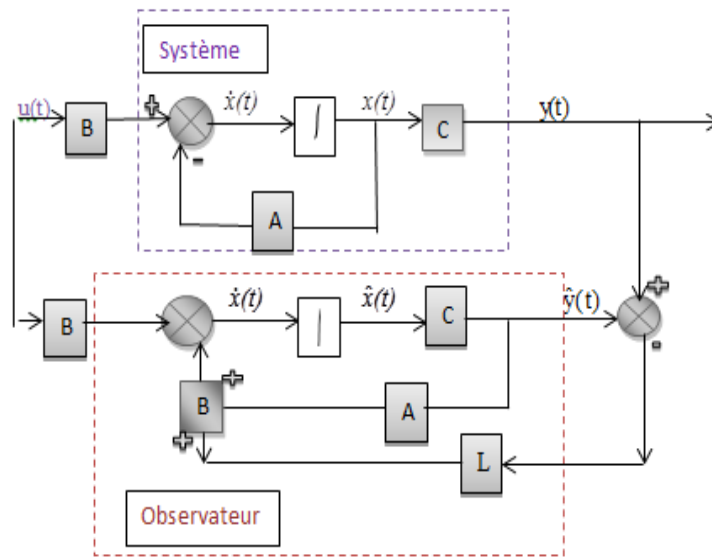 Système
u(t)
B
+
ẋ(t)
∫
x(t)
C
y(t)
-
A
B
ẋ(t)
x̂(t)
C
ŷ(t)
+
-
+
B
+
A
L
Observateur